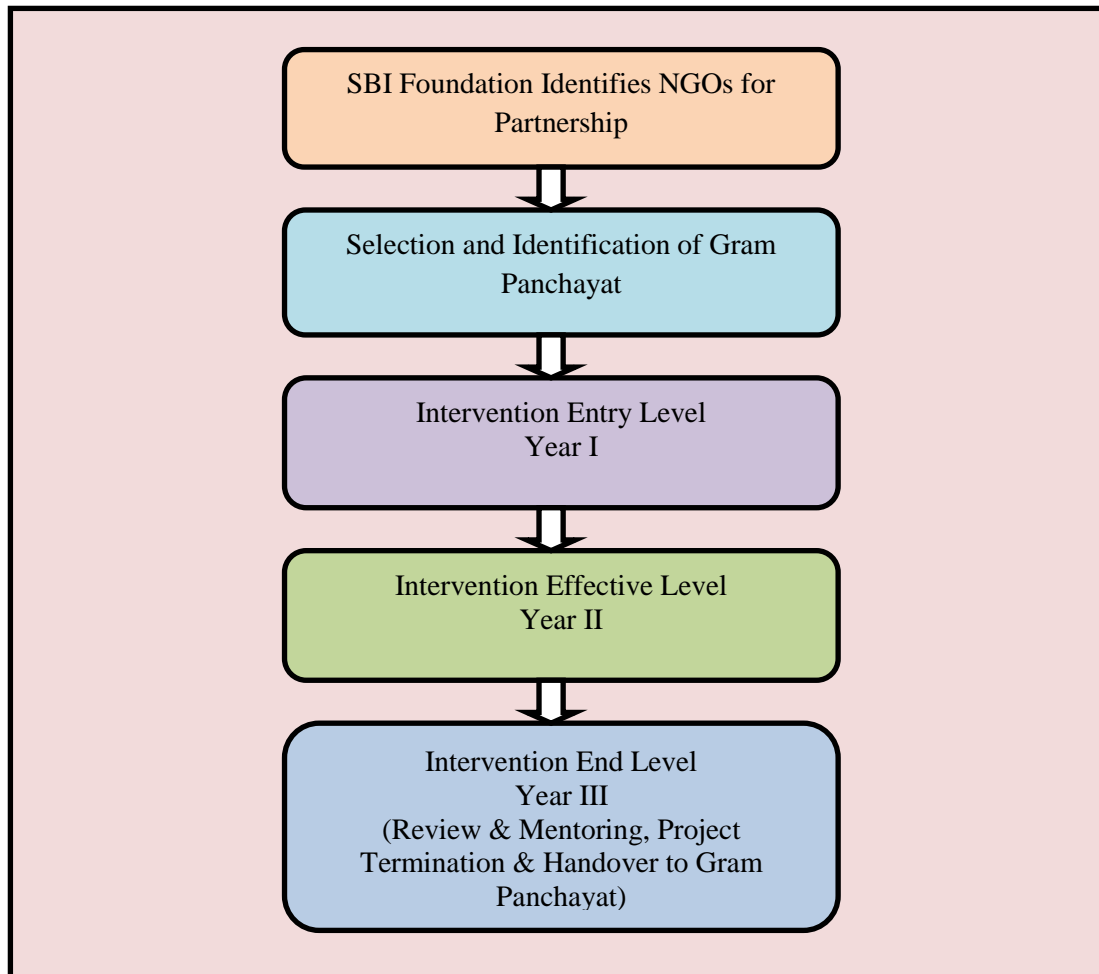 SBI Foundation Identifies NGOs for
Partnership
Selection and Identification of Gram
Panchayat
Intervention Entry Level
Year I
Intervention Effective Level
Year II
Intervention End Level
Year III
(Review & Mentoring, Project
Termination & Handover to Gram
Panchayat)